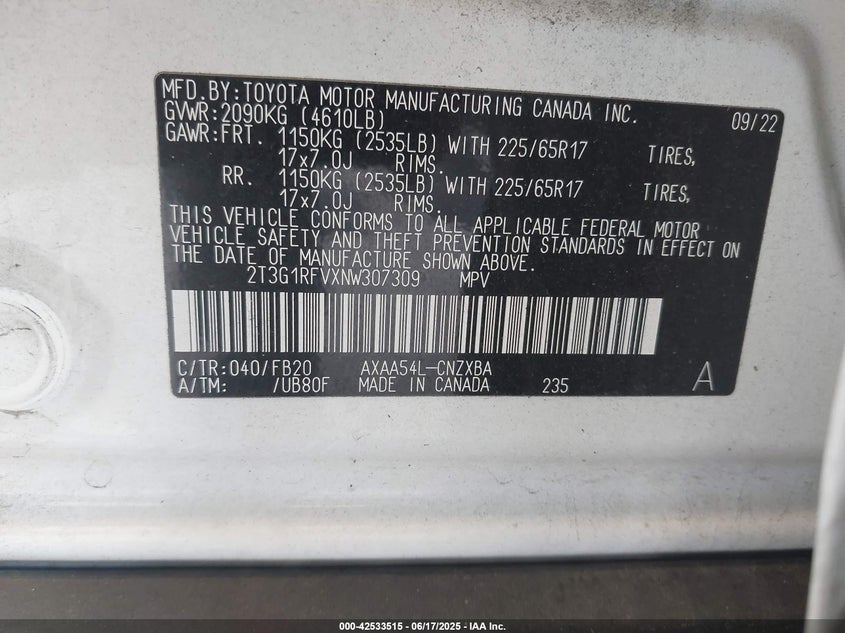 MFD.BY:TOYOTA MOTOR MANUFACTURING CANADA INC. 09/22
GVWR:2090KG (4610LB)
GAWR:FRT. 1150KG (2535LB) WITH 225/65R17 TIRES,
17x7.0J RIMS.
RR. 1150KG (2535LB) WITH 225/65R17 TIRES,
17x7.0J RIMS.
THIS VEHICLE CONFORMS TO ALL APPLICABLE FEDERAL MOTOR
VEHICLE SAFETY AND THEFT PREVENTION STANDARDS IN EFFECT ON
THE DATE OF MANUFACTURE SHOWN ABOVE.
2T3G1RFVXNW307309 MPV
C/TR:040/FB20 AXAA54L-CNZXBA
A/TM: /UB80F MADE IN CANADA 235 A
000-42533515 - 06/17/2025 - IAA Inc.